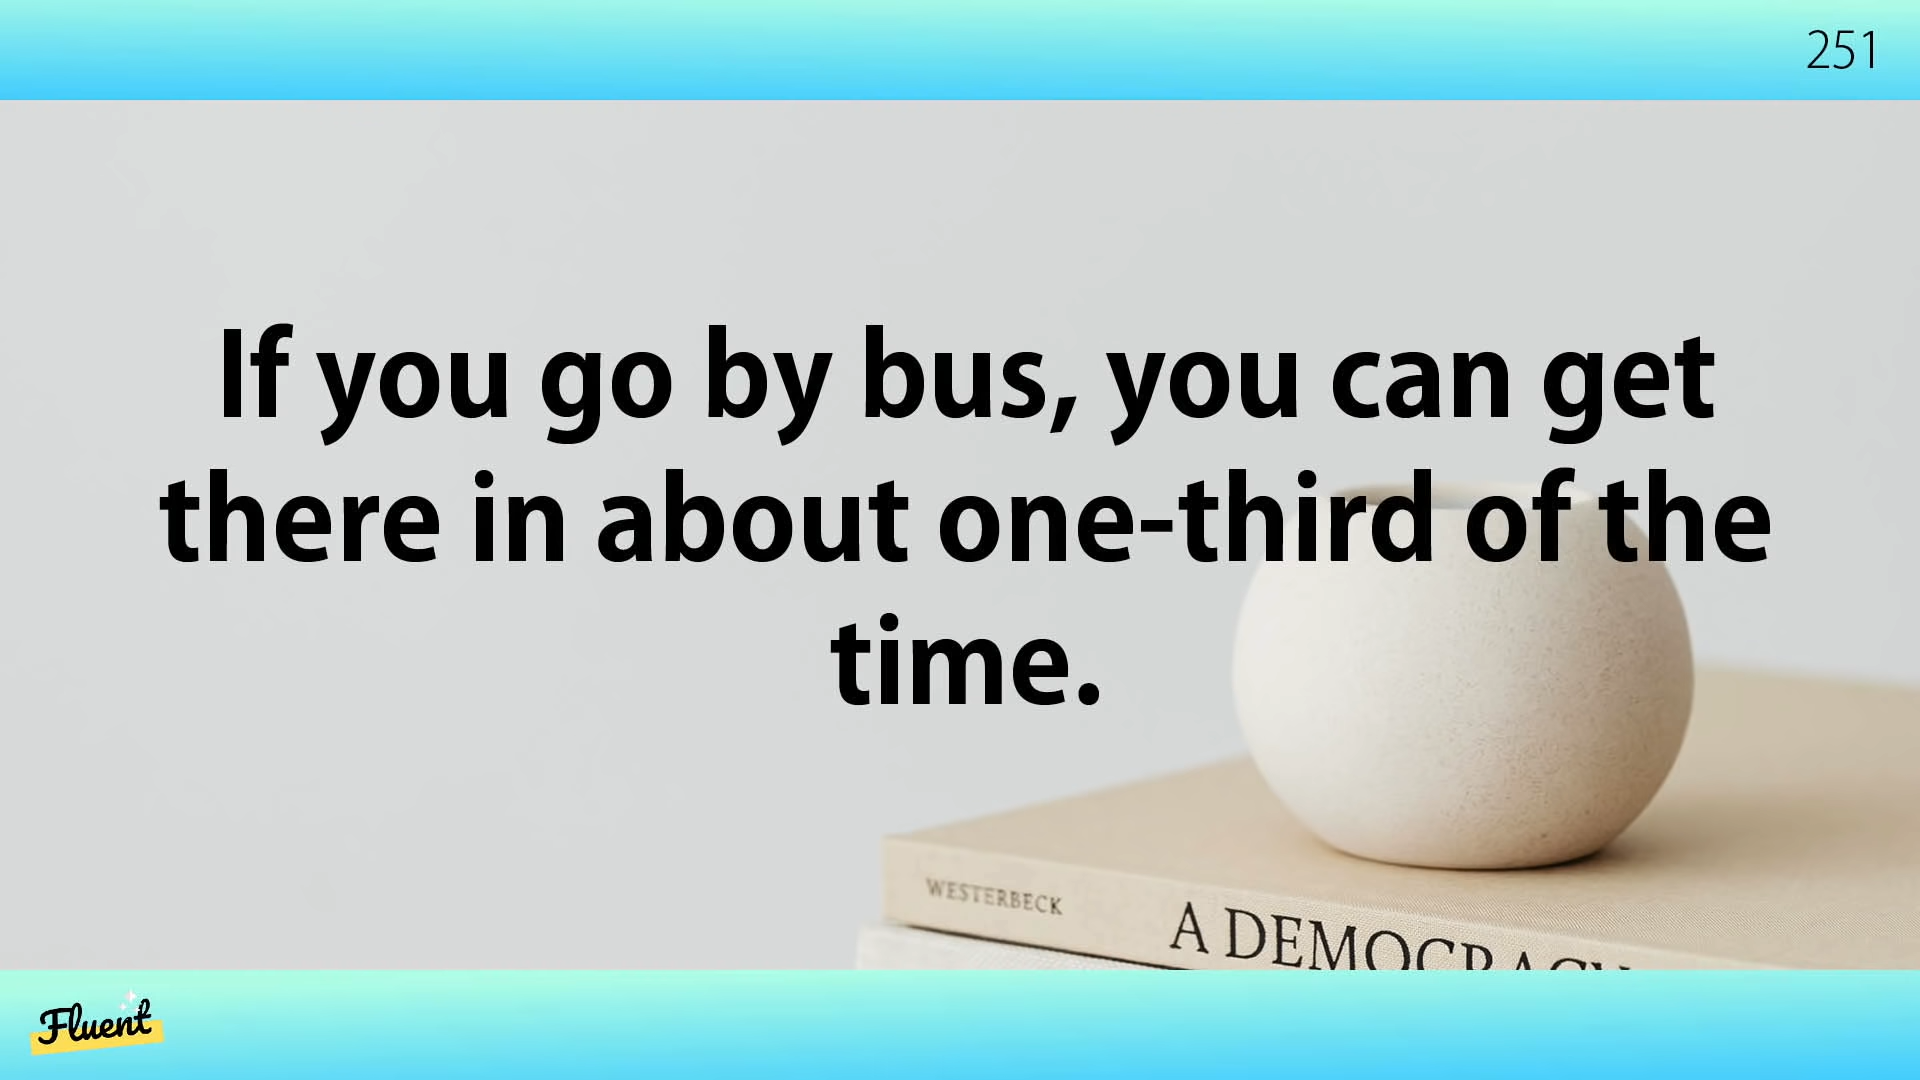 251
If you go by bus, you can get
there in about one-third of the
time.
WESTERBECK
A DEMOCRACY
Fluent